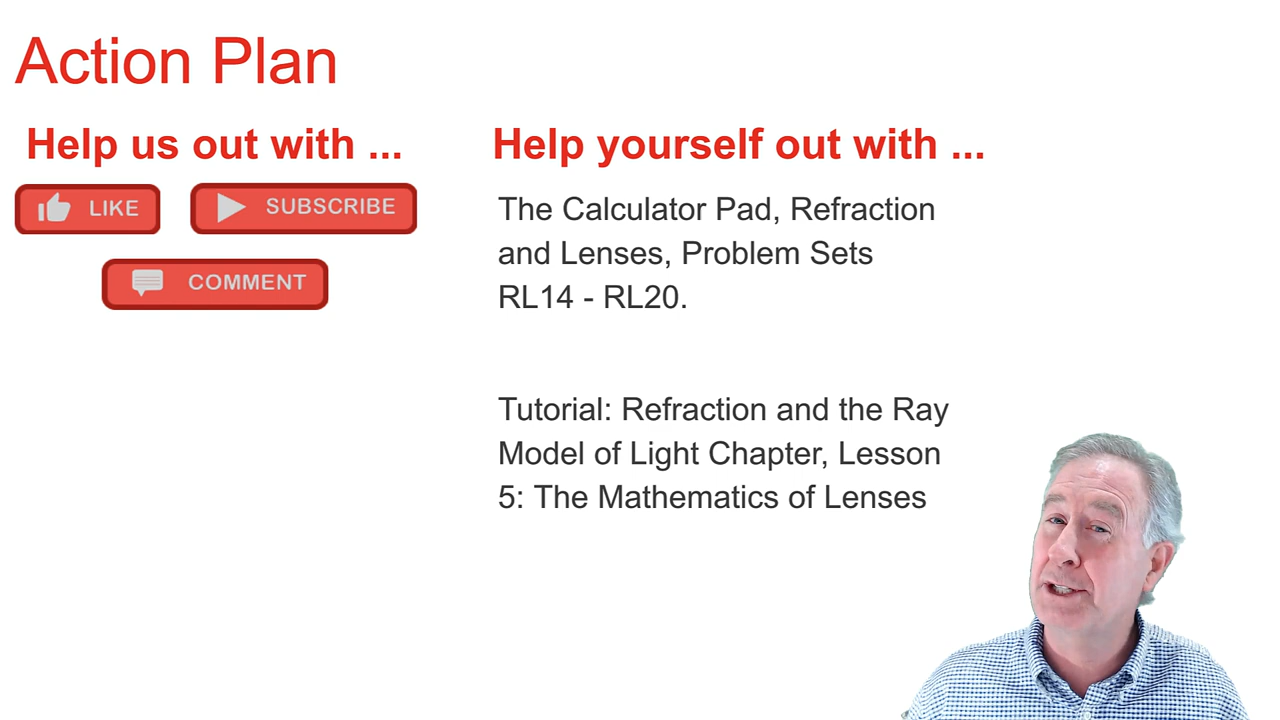 Action Plan
Help us out with ...
LIKE
SUBSCRIBE
COMMENT
Help yourself out with ...
The Calculator Pad, Refraction
and Lenses, Problem Sets
RL14 - RL20.
Tutorial: Refraction and the Ray
Model of Light Chapter, Lesson
5: The Mathematics of Lenses